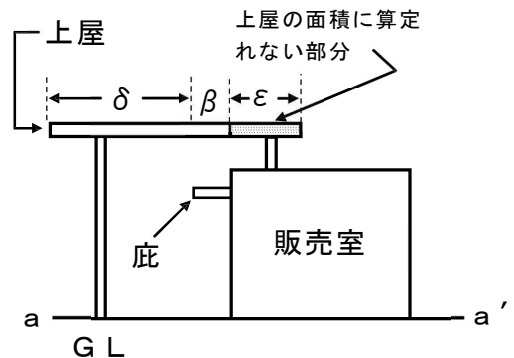 上屋の面積に算定
れない部分
上屋
δ
β
ε
庇
販売室
a
a′
GL